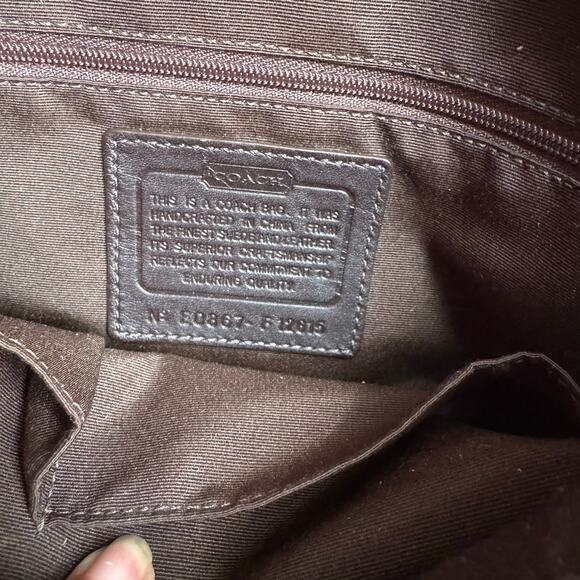 COACH
THIS IS A COACH BAG. IT WAS
HANDCRAFTED IN CHINA FROM
THE FINEST SUEDE AND LEATHER.
ITS SUPERIOR CRAFTSMANSHIP
REFLECTS OUR COMMITMENT TO
ENDURING QUALITY.
Nº E0867-F12615